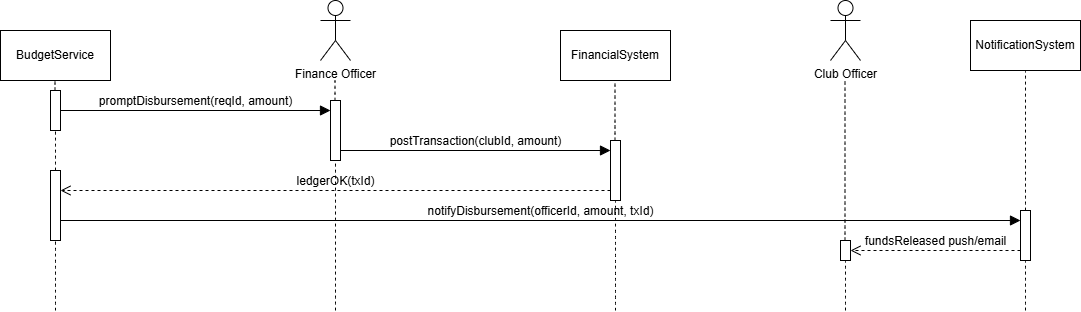 BudgetService
Finance Officer
FinancialSystem
Club Officer
NotificationSystem
promptDisbursement(reqId, amount)
postTransaction(clubId, amount)
ledgerOK(txId)
notifyDisbursement(officerId, amount, txId)
fundsReleased push/email